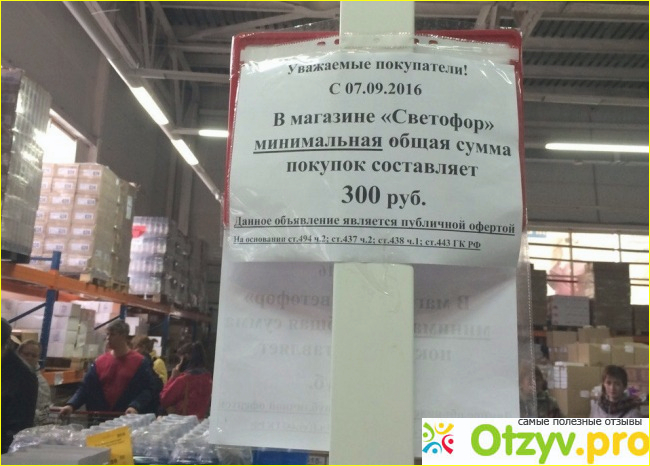 Уважаемые покупатели!
С 07.09.2016
В магазине «Светофор»
минимальная общая сумма
покупок составляет
300 руб.
Данное объявление является публичной офертой
На основании ст.494 ч.2; ст.437 ч.2; ст.438 ч.1; ст.443 ГК РФ
самые полезные отзывы
Otzyv.pro